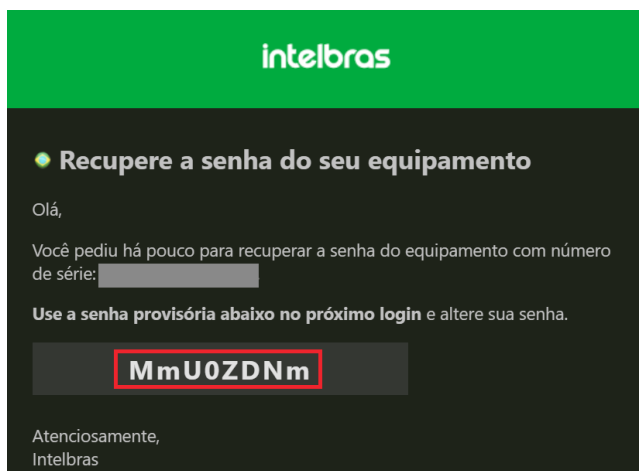 intelbras
Recupere a senha do seu equipamento
Olá,
Você pediu há pouco para recuperar a senha do equipamento com número
de série:
Use a senha provisória abaixo no próximo login e altere sua senha.
MmU0ZDNm
Atenciosamente,
Intelbras